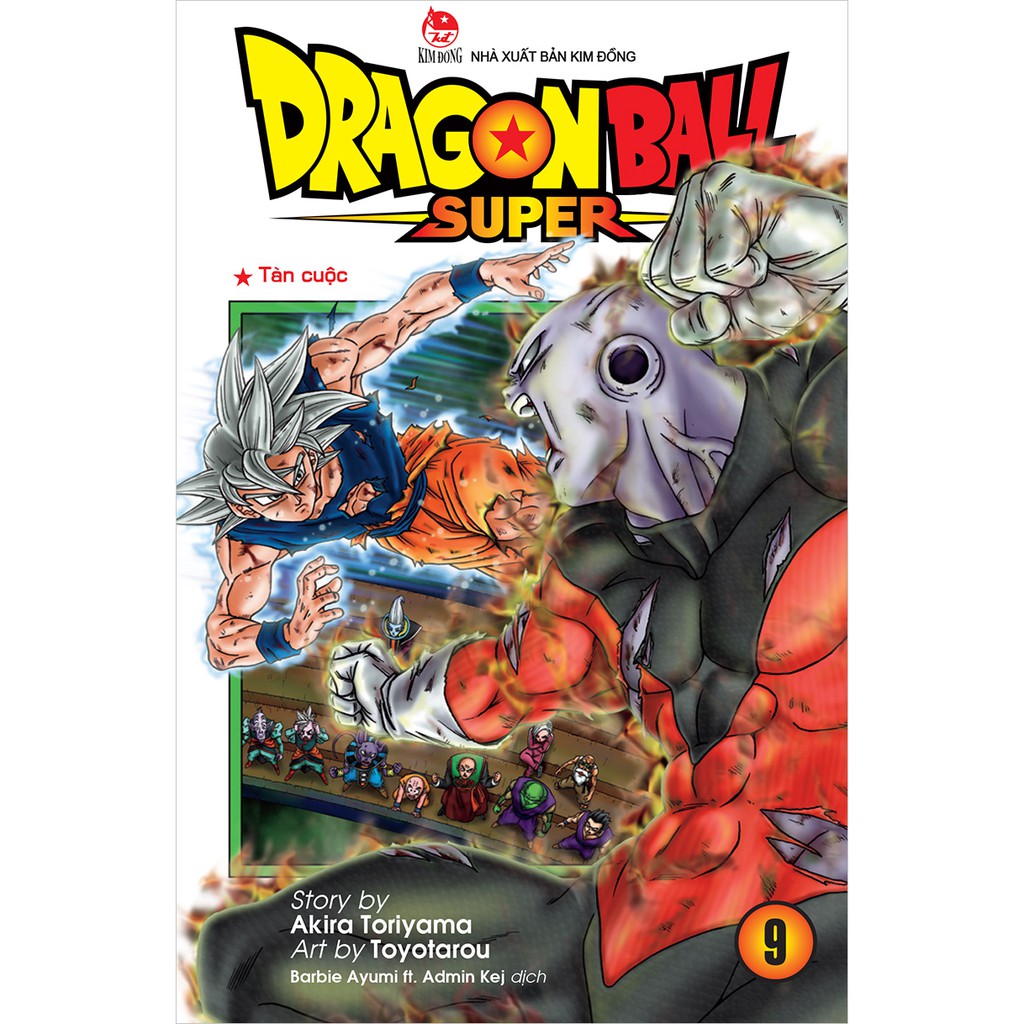 Kim
KIM ĐỒNG NHÀ XUẤT BẢN KIM ĐỒNG
DRAGON BALL
SUPER
Tàn cuộc
Story by
Akira Toriyama
Art by Toyotarou
Barbie Ayumi ft. Admin Kej dịch
9